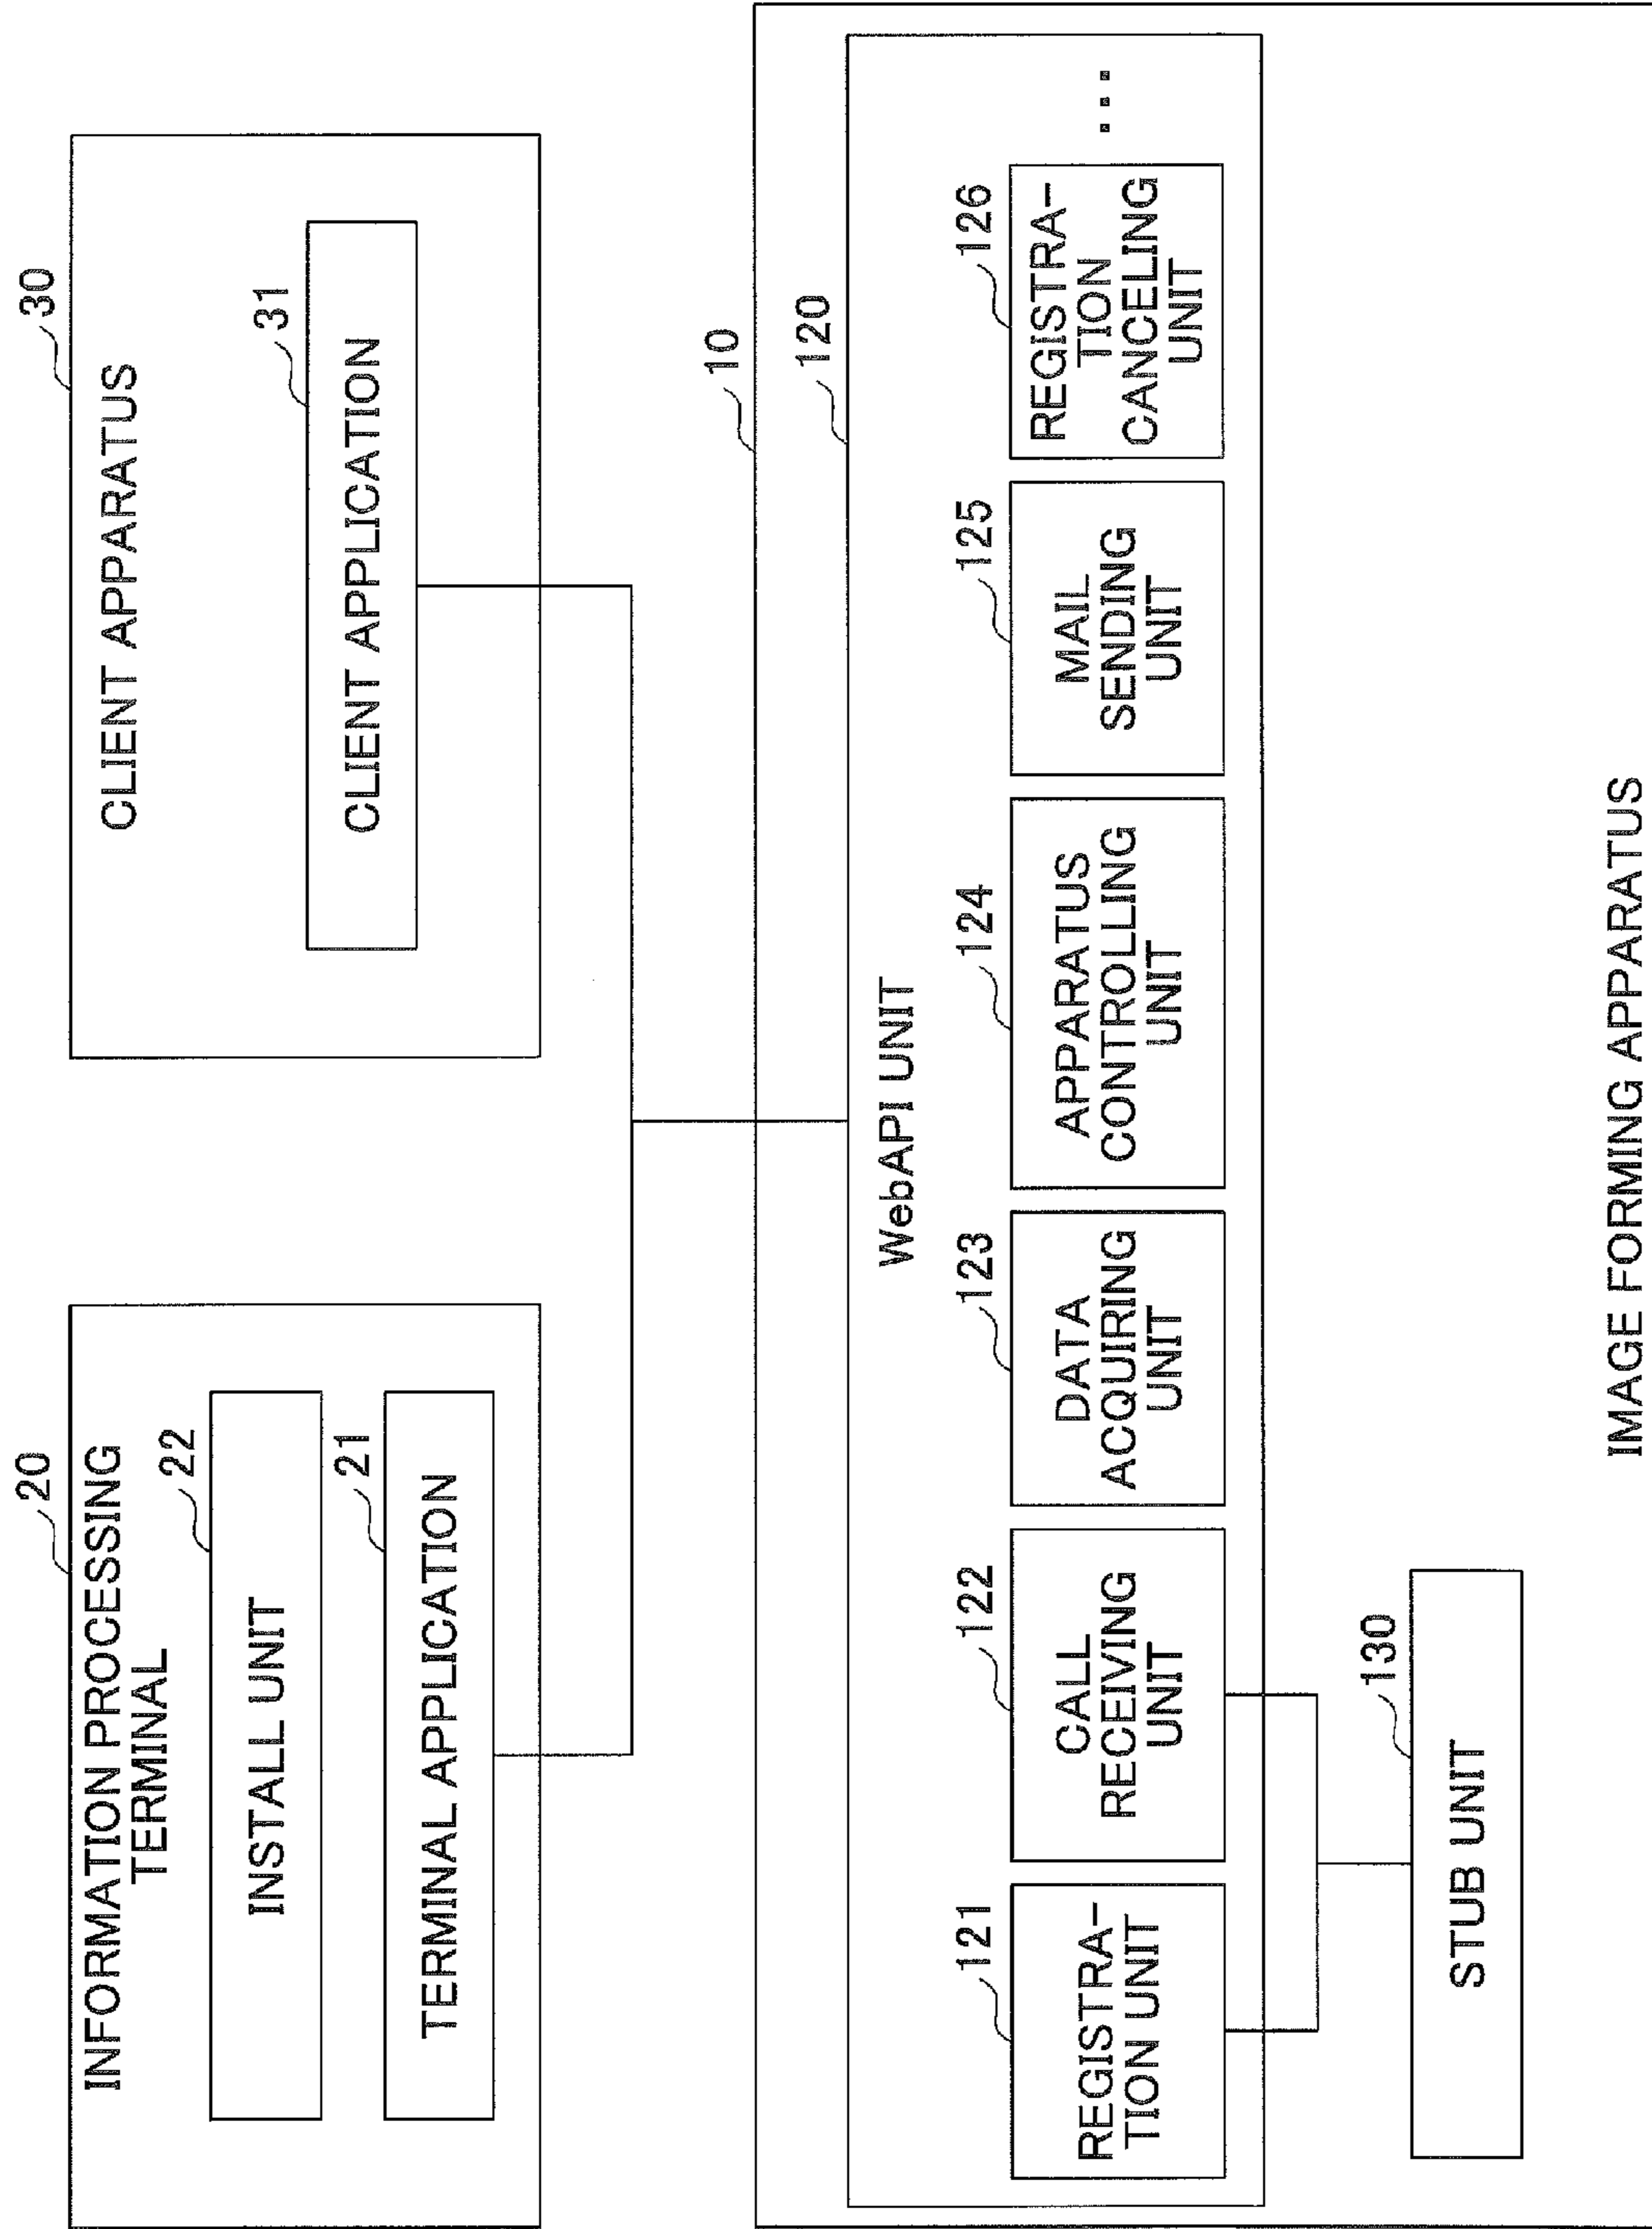 20
INFORMATION PROCESSING
TERMINAL
22
INSTALL UNIT
21
TERMINAL APPLICATION
30
CLIENT APPARATUS
31
CLIENT APPLICATION
10
120
WebAPI UNIT
121
REGISTRA-
TION UNIT
122
CALL
RECEIVING
UNIT
123
DATA
ACQUIRING
UNIT
124
APPARATUS
CONTROLLING
UNIT
125
MAIL
SENDING
UNIT
126
REGISTRA-
TION
CANCELING
UNIT
...
130
STUB UNIT
IMAGE FORMING APPARATUS